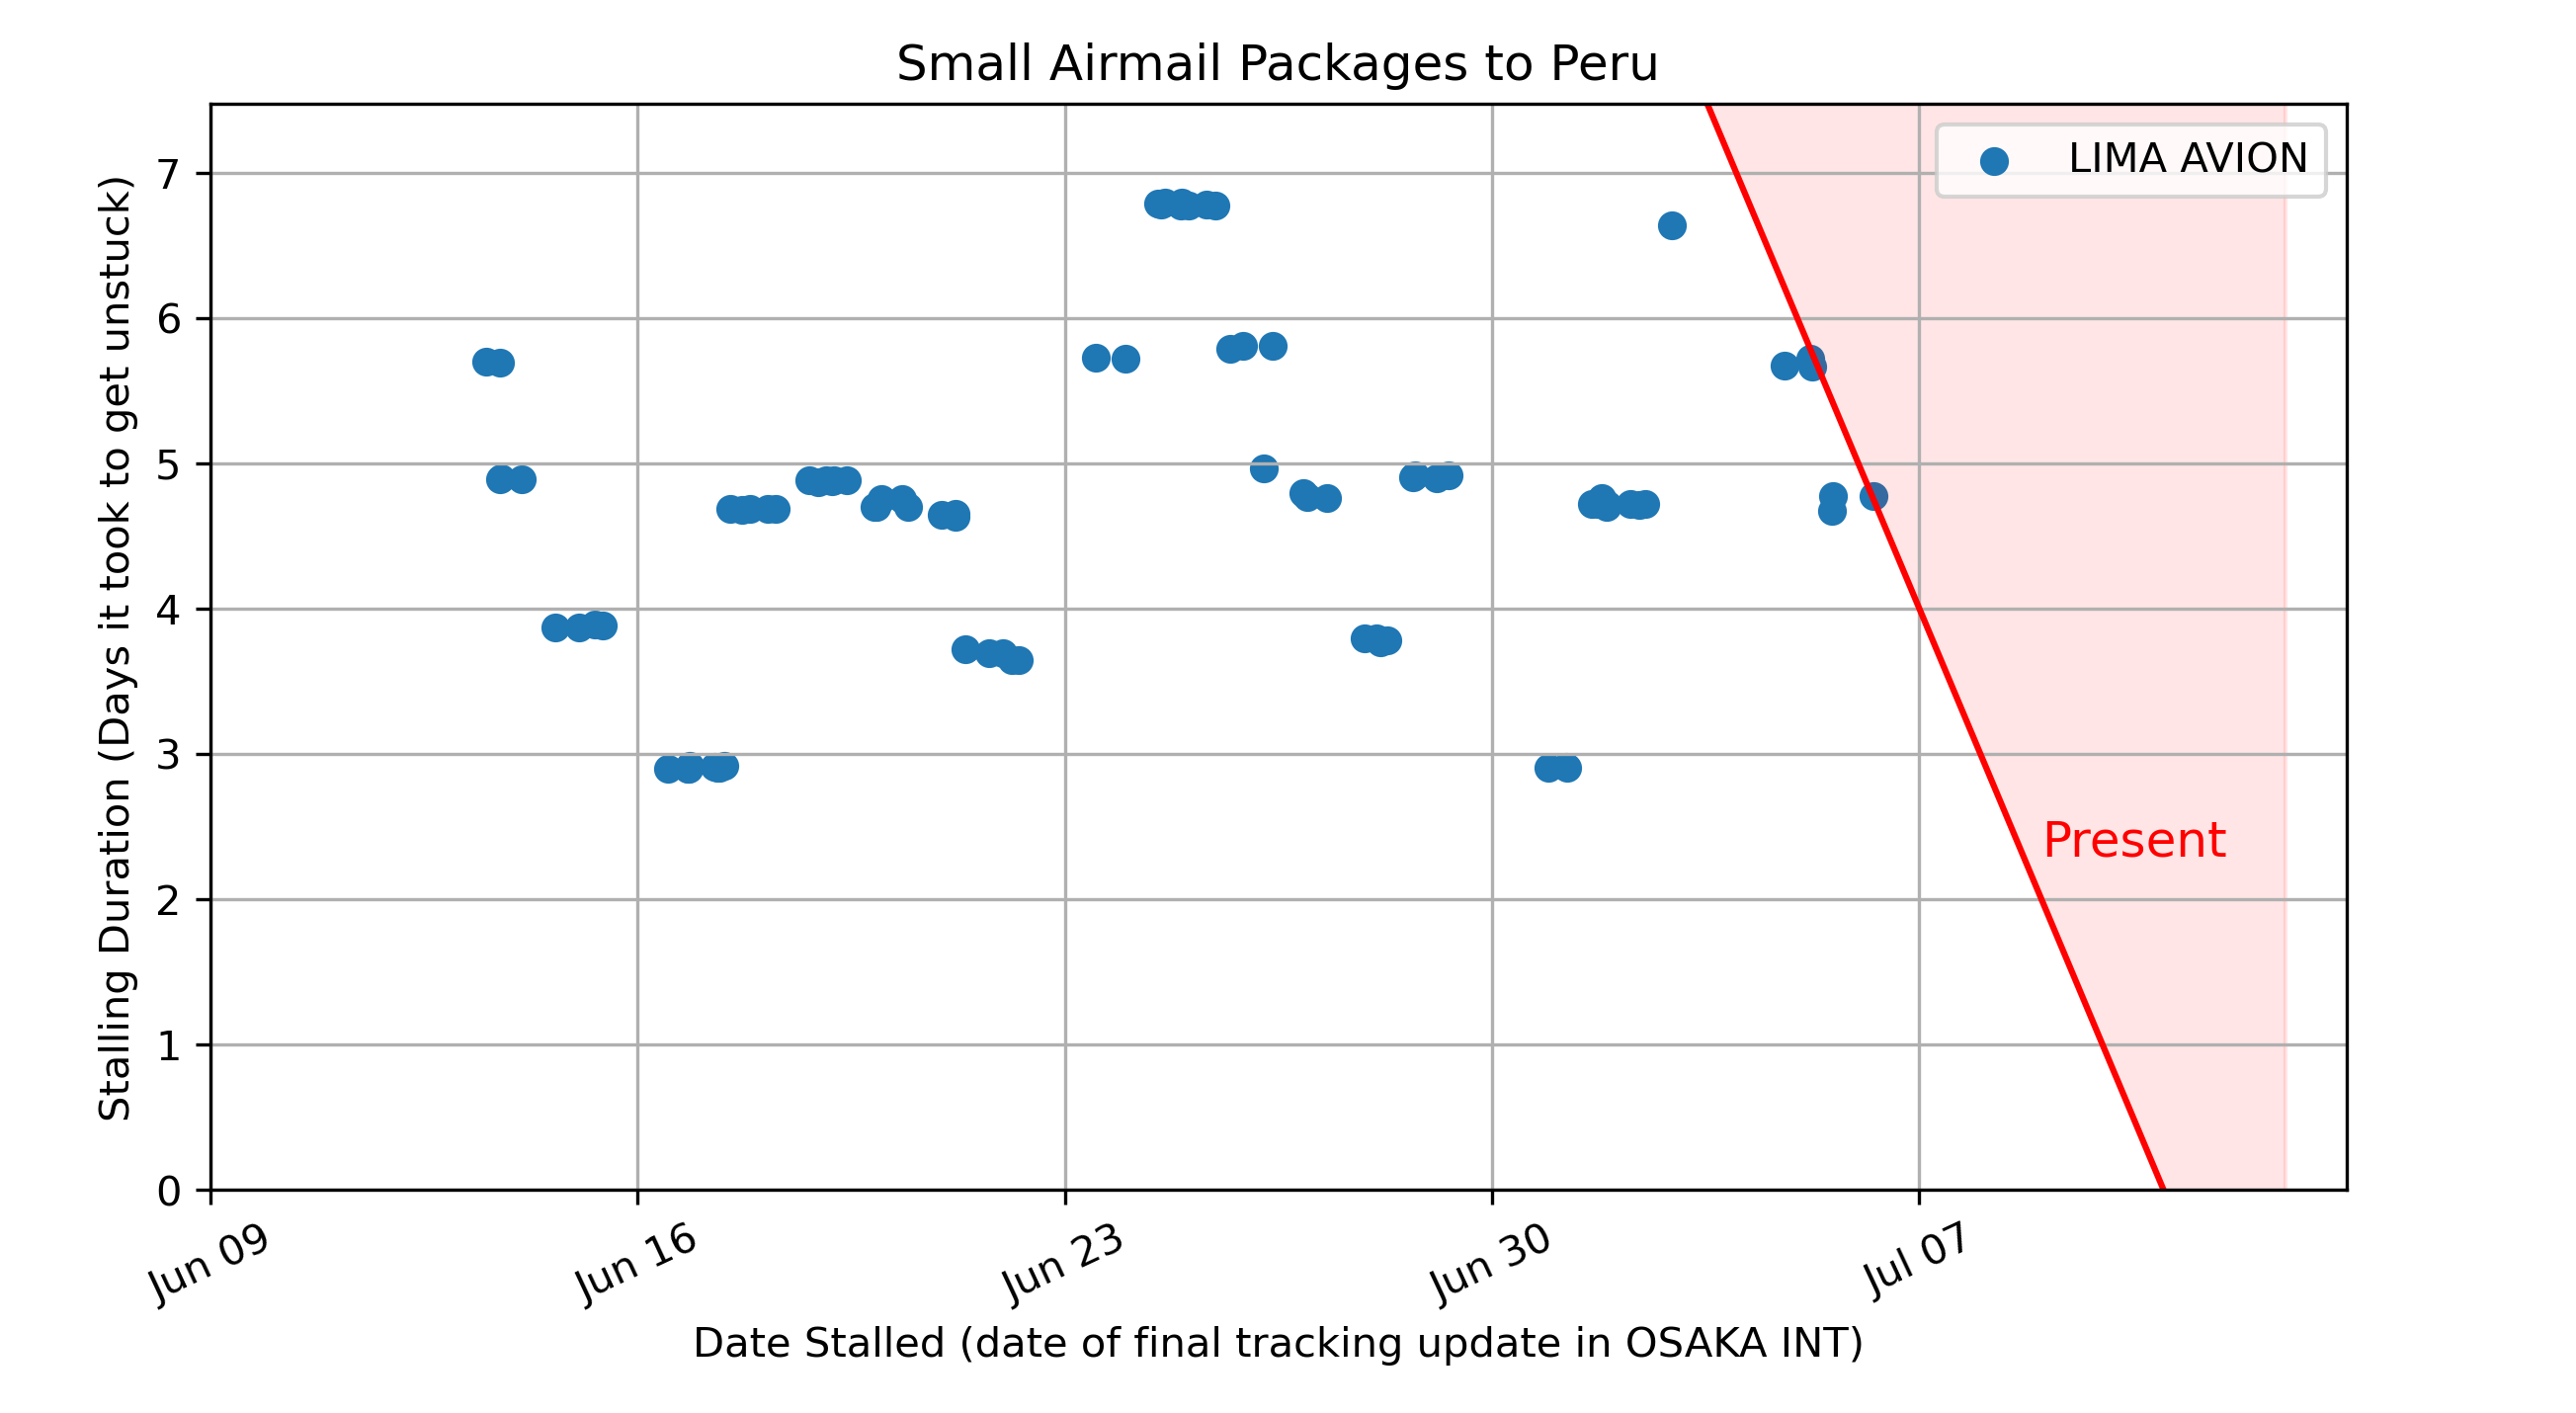 Small Airmail Packages to Peru
LIMA AVION
Stalling Duration (Days it took to get unstuck)
7
6
5
4
3
2
1
0
Present
Jun 09
Jun 16
Jun 23
Jun 30
Jul 07
Date Stalled (date of final tracking update in OSAKA INT)